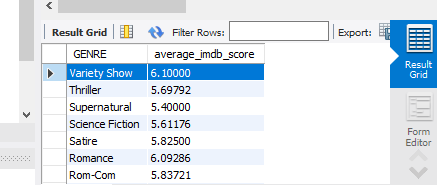 Result Grid Filter Rows: Export:
GENRE average_imdb_score
Variety Show 6.10000
Thriller 5.69792
Supernatural 5.40000
Science Fiction 5.61176
Satire 5.82500
Romance 6.09286
Rom-Com 5.83721
Result
Grid
Form
Editor